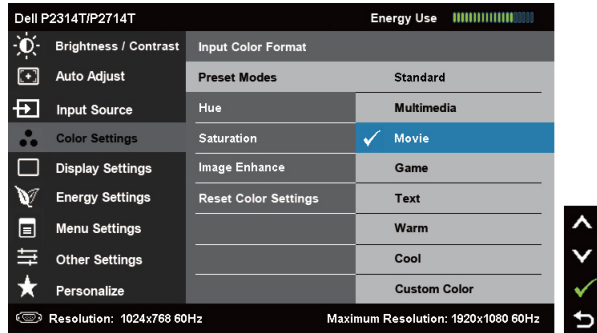 Dell P2314T/P2714T Energy Use
Brightness / Contrast Input Color Format
Auto Adjust Preset Modes Standard
Input Source Hue Multimedia
Color Settings Saturation Movie
Display Settings Image Enhance Game
Energy Settings Reset Color Settings Text
Menu Settings Warm
Other Settings Cool
Personalize Custom Color
Resolution: 1024x768 60Hz Maximum Resolution: 1920x1080 60Hz